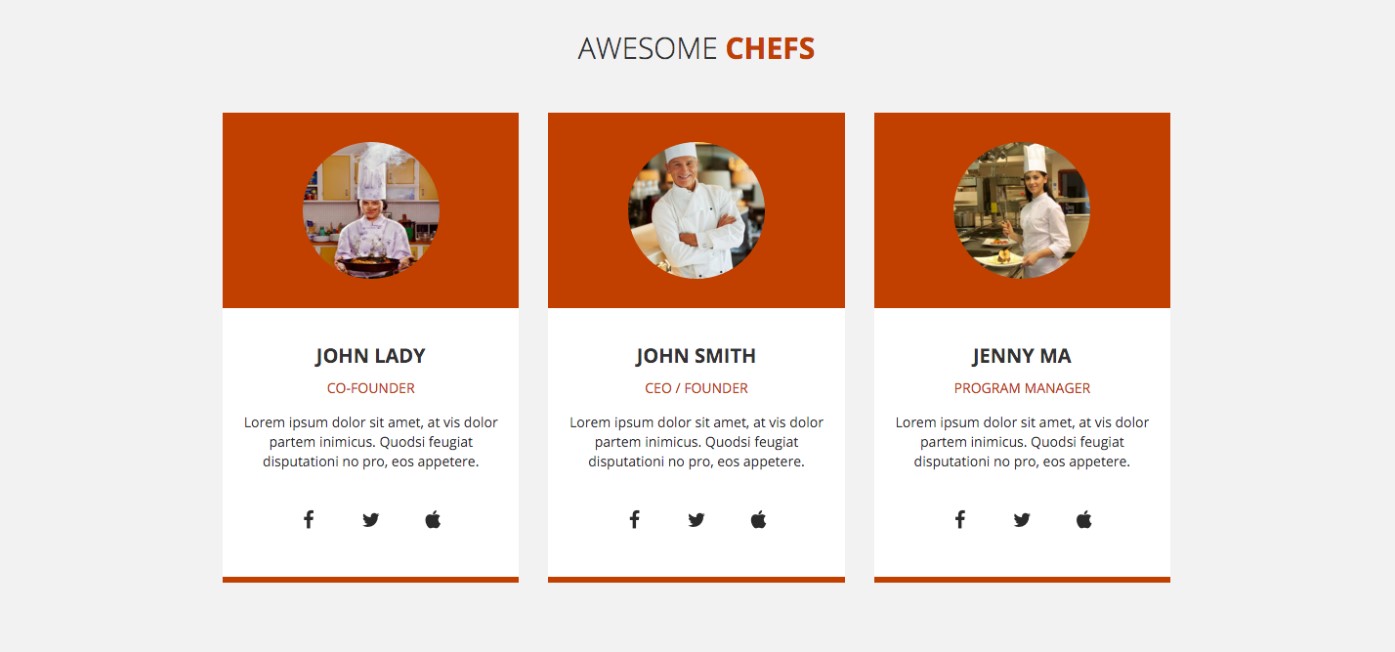 AWESOME CHEFS
JOHN LADY
CO-FOUNDER
Lorem ipsum dolor sit amet, at vis dolor
partem inimicus. Quodsi feugiat
disputationi no pro, eos appetere.
JOHN SMITH
CEO / FOUNDER
Lorem ipsum dolor sit amet, at vis dolor
partem inimicus. Quodsi feugiat
disputationi no pro, eos appetere.
JENNY MA
PROGRAM MANAGER
Lorem ipsum dolor sit amet, at vis dolor
partem inimicus. Quodsi feugiat
disputationi no pro, eos appetere.